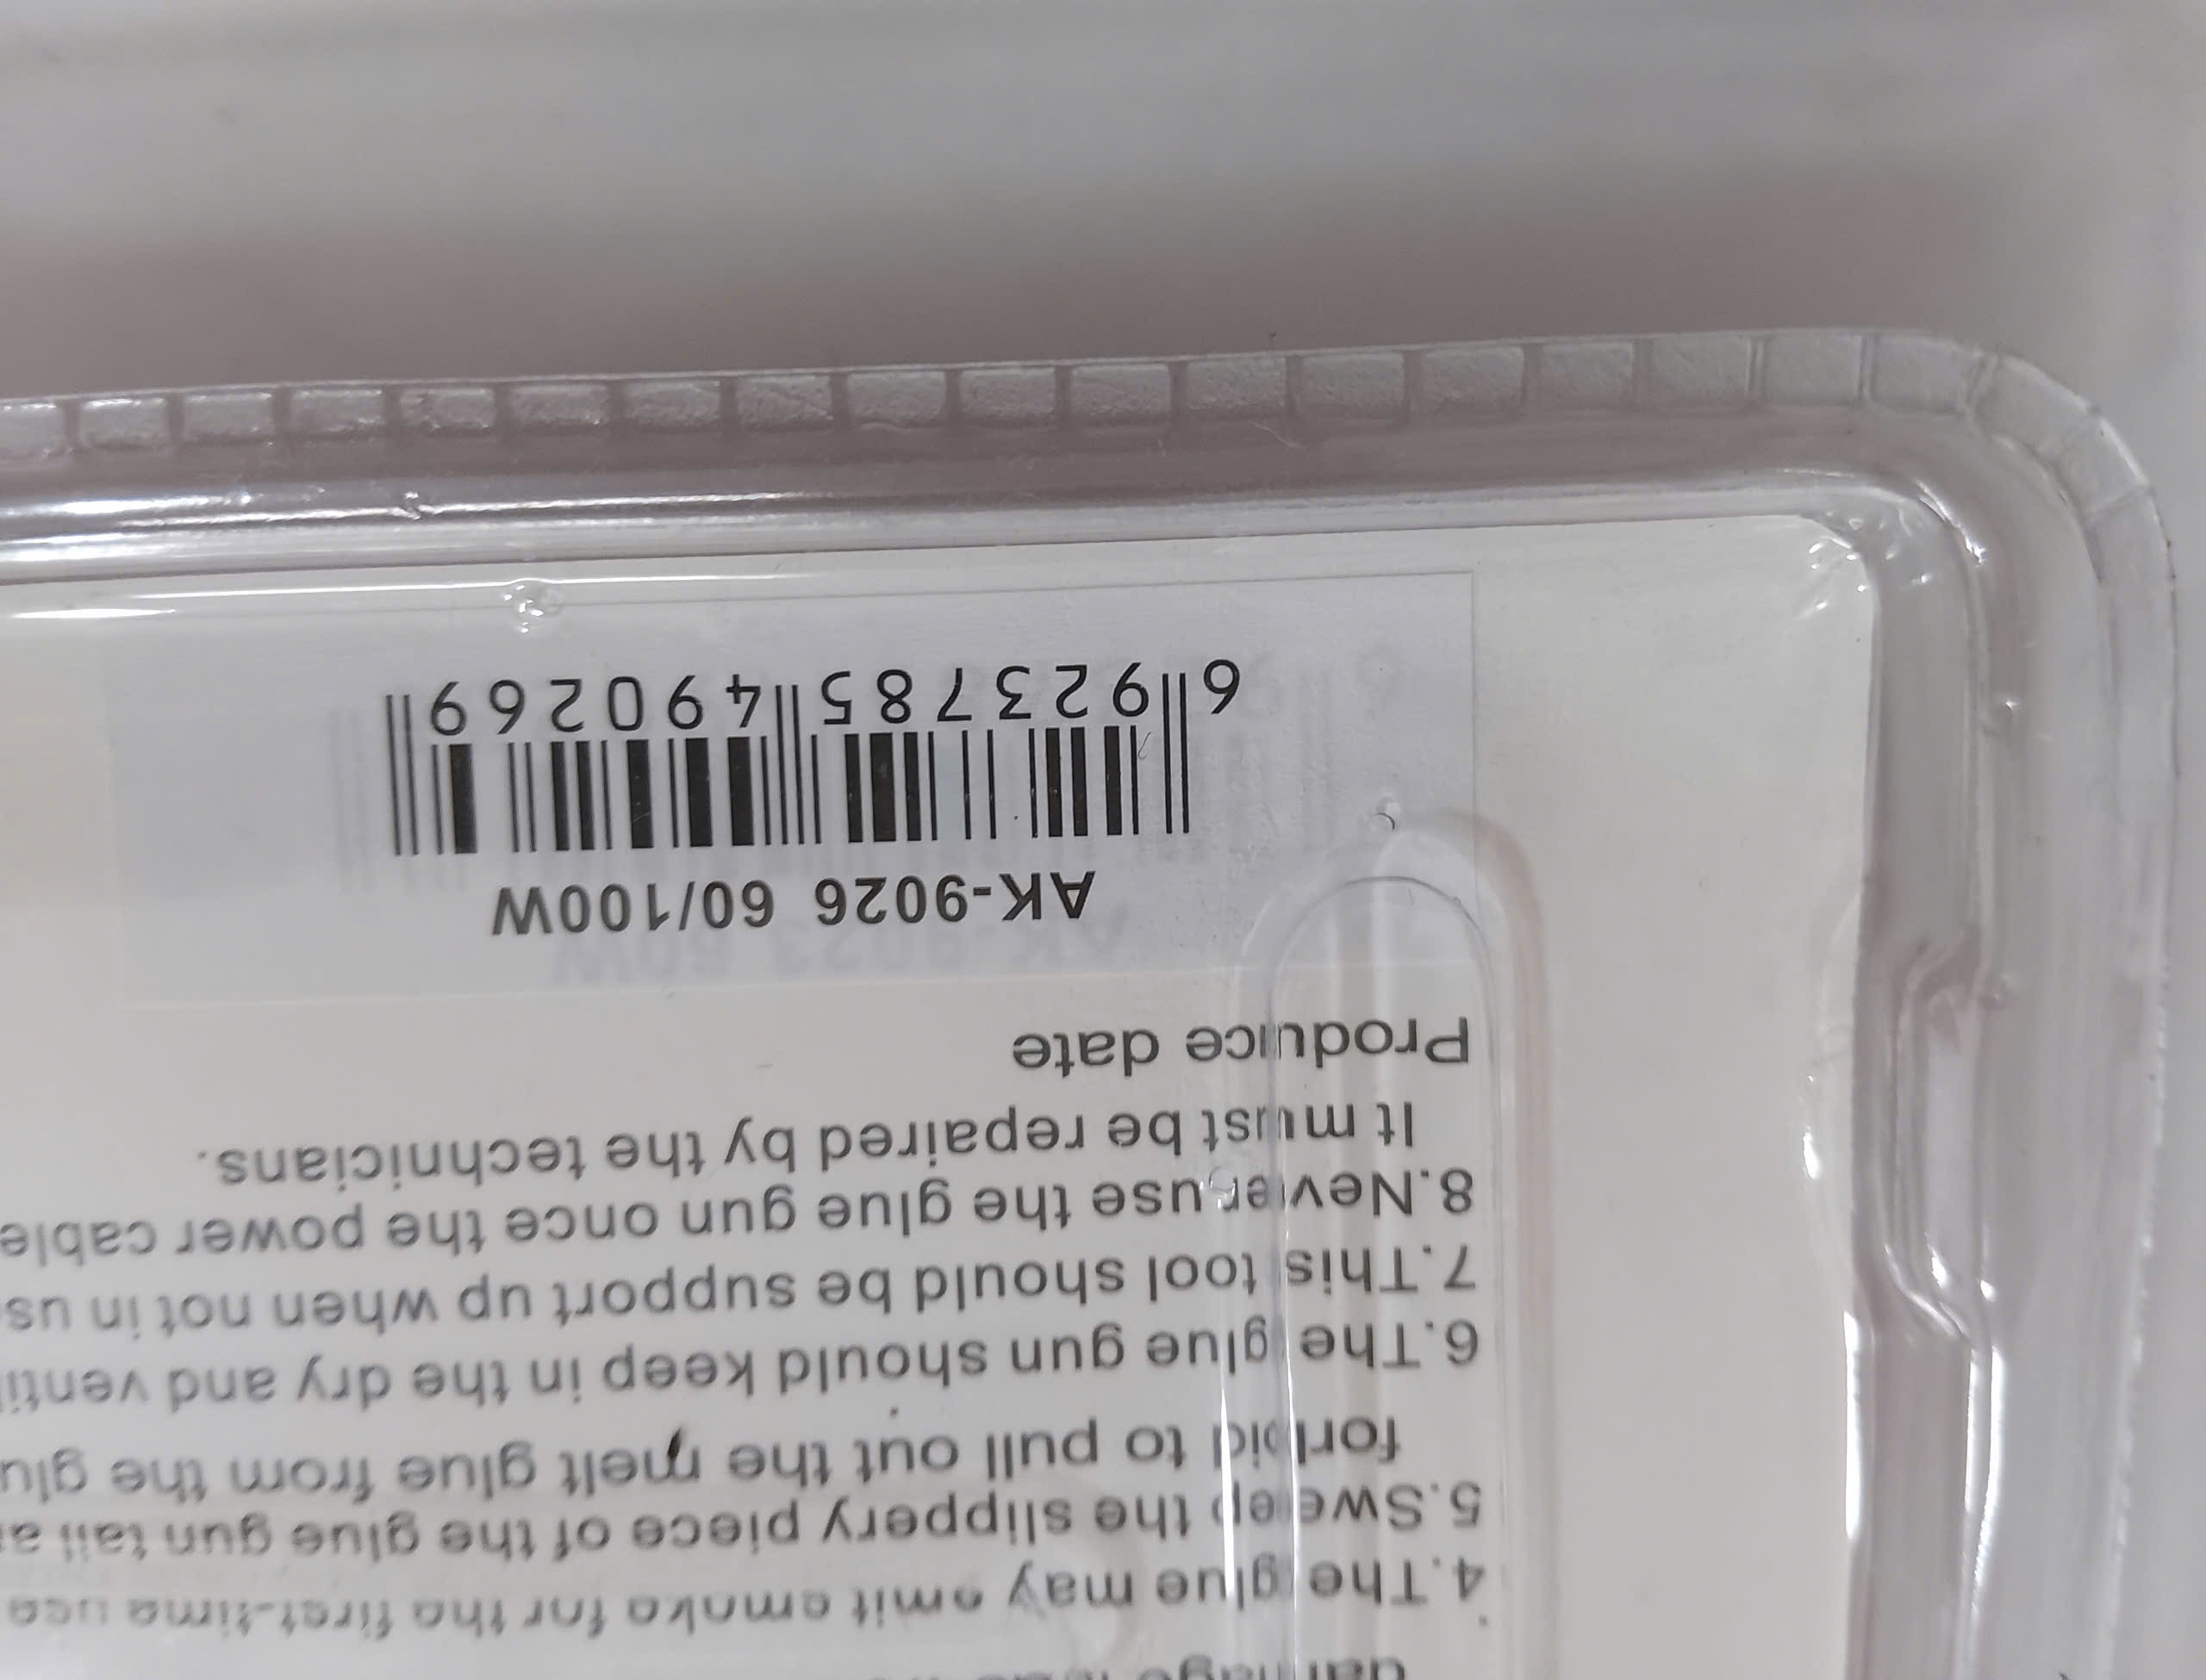 4.The glue may emit smoke for the first-time use
5.Sweep the slippery piece of the glue gun tail
forbid to pull out the melt glue from the glu
6.The glue gun should keep in the dry and venti
7.This tool should be support up when not in us
8.Never use the glue gun once the power cable
It must be repaired by the technicians.
Produce date
AK-9026 60/100W
6 923785 490269